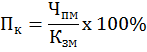 Пк = Чпм / Кзм х 100%